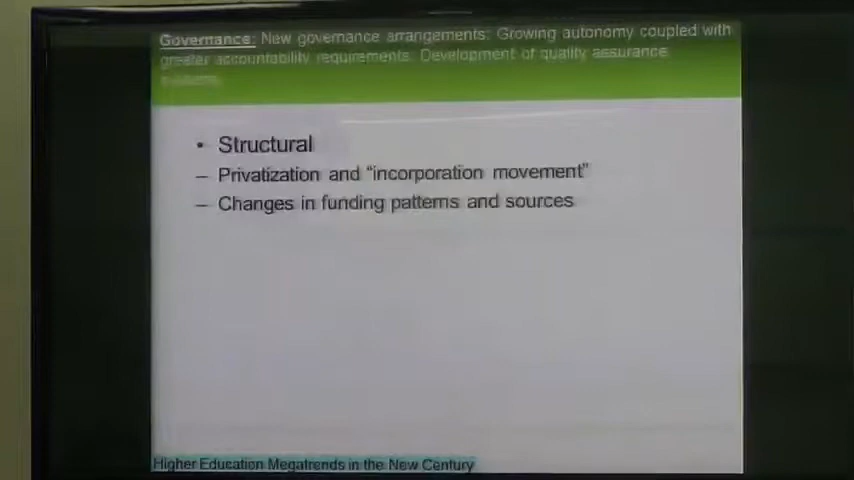 Governance: New governance arrangements: Growing autonomy coupled with
greater accountability requirements: Development of quality assurance
systems
• Structural
– Privatization and “incorporation movement”
– Changes in funding patterns and sources
Higher Education Megatrends in the New Century